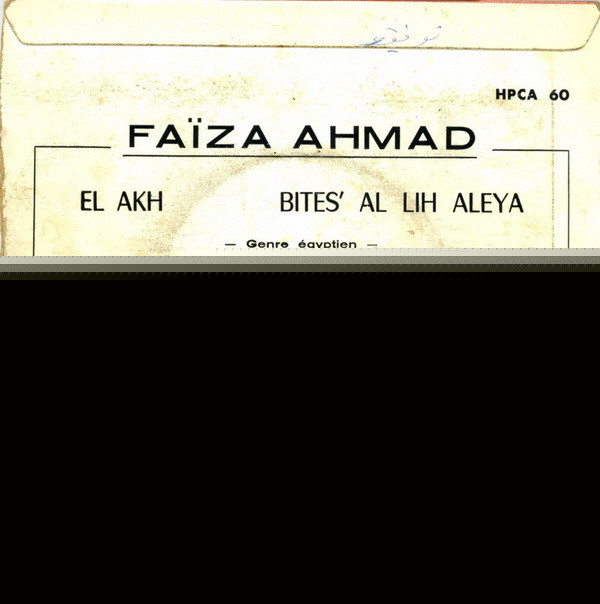 HPCA 60
FAÏZA AHMAD
EL AKH
BITES' AL LIH ALEYA
— Genre égyptien —